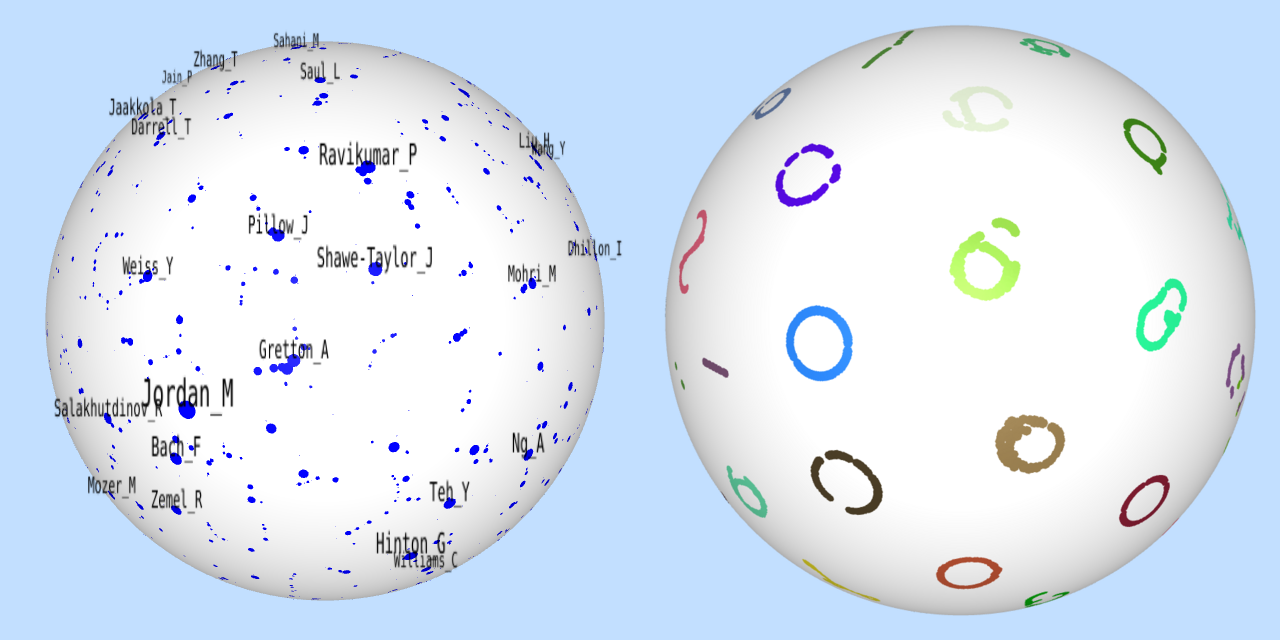 Sahani_M
Zhang_T
Saul_L
Jain_P
Jaakkola_T
Darrell_T
Liu_H
Wang_Y
Ravikumar_P
Pillow_J
Shawe-Taylor_J
Dhillon_I
Weiss_Y
Mohri_M
Gretton_A
Jordan_M
Salakhutdinov_R
Bach_F
Ng_A
Mozer_M
Zemel_R
Teh_Y
Hinton_G
Williams_C